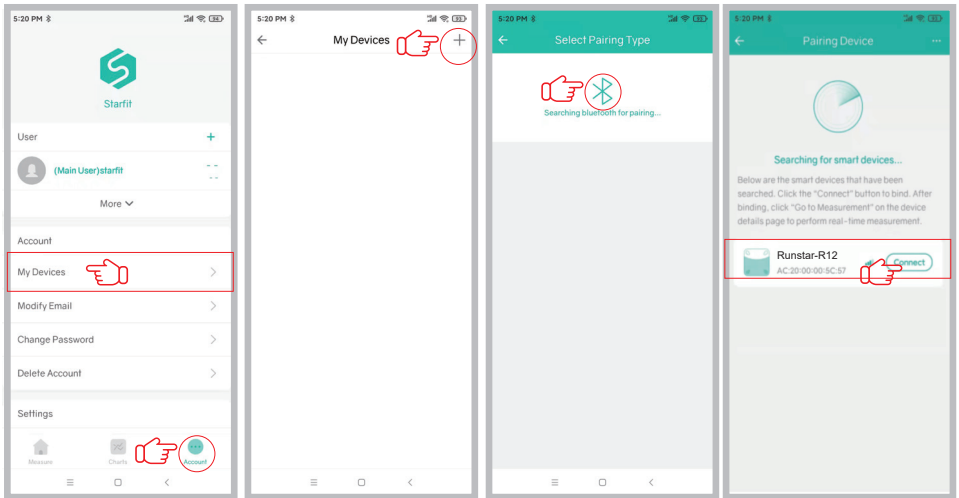 5:20 PM
Starfit
User
(Main User)starfit
More
Account
My Devices
Modify Email
Change Password
Delete Account
Settings
Measure
Charts
Account
5:20 PM
My Devices
5:20 PM
Select Pairing Type
Searching bluetooth for pairing...
5:20 PM
Pairing Device
Searching for smart devices...
Below are the smart devices that have been
searched. Click the "Connect" button to bind. After
binding, click "Go to Measurement" on the device
details page to perform real-time measurement.
Runstar-R12
AC:20:00:00:5C:57
Connect